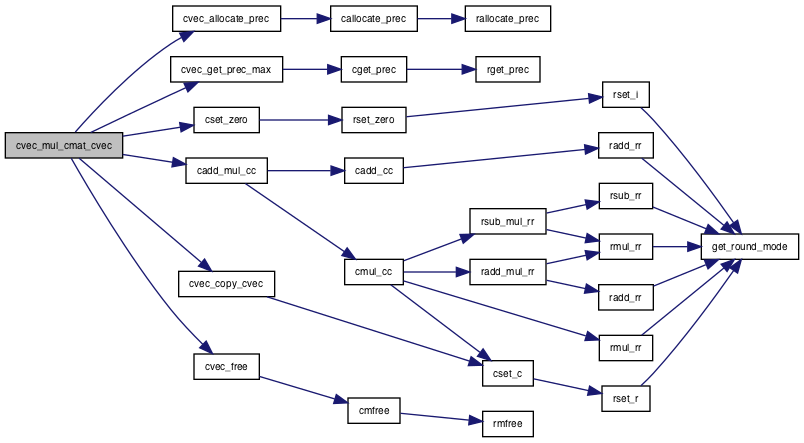 cvec_mul_cmat_cvec
cvec_allocate_prec
callocate_prec
rallocate_prec
cvec_get_prec_max
cget_prec
rget_prec
cset_zero
rset_zero
rset_i
cadd_mul_cc
cadd_cc
radd_rr
rsub_mul_rr
rsub_rr
cmul_cc
radd_mul_rr
rmul_rr
get_round_mode
cvec_copy_cvec
radd_rr
rmul_rr
cvec_free
cset_c
rset_r
cmfree
rmfree